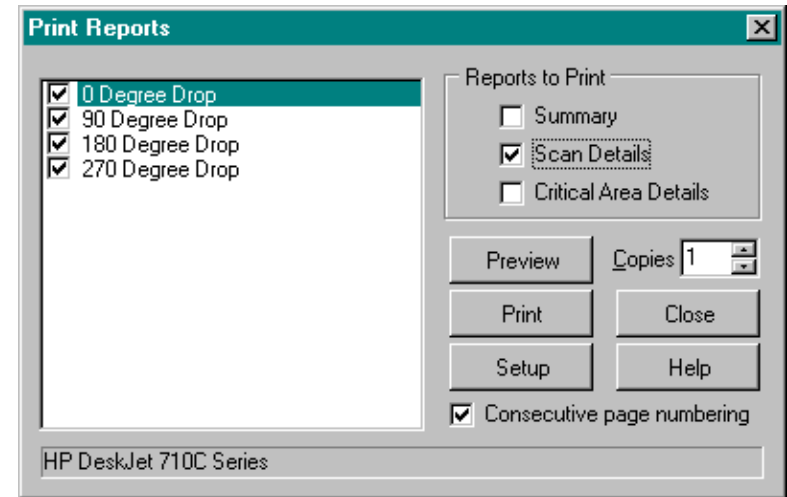 Print Reports
0 Degree Drop
90 Degree Drop
180 Degree Drop
270 Degree Drop
Reports to Print
Summary
Scan Details
Critical Area Details
Preview
Copies 1
Print
Close
Setup
Help
Consecutive page numbering
HP DeskJet 710C Series